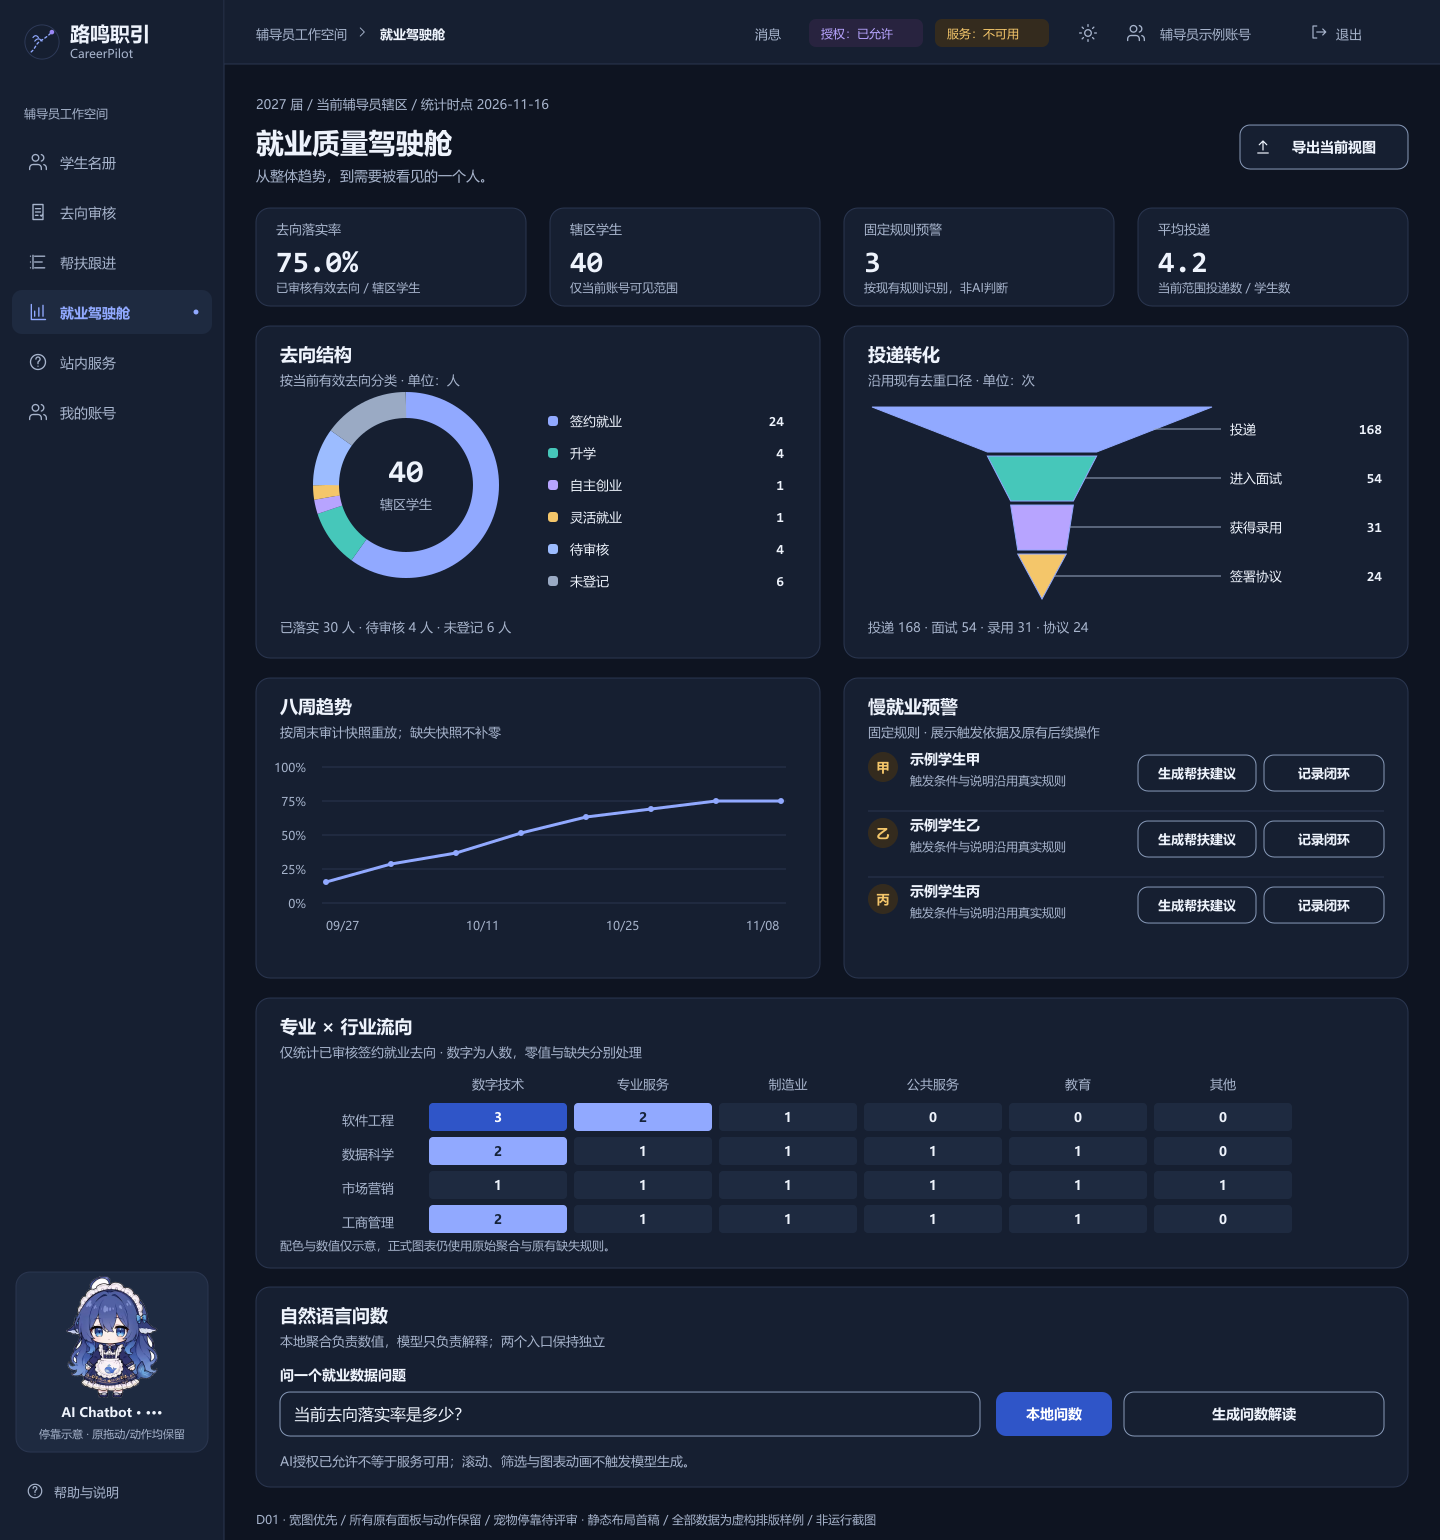 路鸣职引
CareerPilot
辅导员工作空间
学生名册
去向审核
帮扶跟进
就业驾驶舱
站内服务
我的账号
AI Chatbot • •••
停靠示意 · 原拖动/动作均保留
帮助与说明
辅导员工作空间 > 就业驾驶舱
消息
授权：已允许
服务：不可用
辅导员示例账号
退出
2027 届 / 当前辅导员辖区 / 统计时点 2026-11-16
就业质量驾驶舱
从整体趋势，到需要被看见的一个人。
导出当前视图
去向落实率
75.0%
已审核有效去向 / 辖区学生
辖区学生
40
仅当前账号可见范围
固定规则预警
3
按现有规则识别，非AI判断
平均投递
4.2
当前范围投递数 / 学生数
去向结构
按当前有效去向分类 · 单位：人
40
辖区学生
签约就业 24
升学 4
自主创业 1
灵活就业 1
待审核 4
未登记 6
已落实 30 人 · 待审核 4 人 · 未登记 6 人
投递转化
沿用现有去重口径 · 单位：次
投递 168
进入面试 54
获得录用 31
签署协议 24
投递 168 · 面试 54 · 录用 31 · 协议 24
八周趋势
按周末审计快照重放；缺失快照不补零
100%
75%
50%
25%
0%
09/27 10/11 10/25 11/08
慢就业预警
固定规则 · 展示触发依据及原有后续操作
甲 示例学生甲
触发条件与说明沿用真实规则
生成帮扶建议 记录闭环
乙 示例学生乙
触发条件与说明沿用真实规则
生成帮扶建议 记录闭环
丙 示例学生丙
触发条件与说明沿用真实规则
生成帮扶建议 记录闭环
专业 × 行业流向
仅统计已审核签约就业去向 · 数字为人数，零值与缺失分别处理
数字技术 专业服务 制造业 公共服务 教育 其他
软件工程 3 2 1 0 0 0
数据科学 2 1 1 1 1 0
市场营销 1 1 1 1 1 1
工商管理 2 1 1 1 1 0
配色与数值仅示意，正式图表仍使用原始聚合与原有缺失规则。
自然语言问数
本地聚合负责数值，模型只负责解释；两个入口保持独立
问一个就业数据问题
当前去向落实率是多少？
本地问数
生成问数解读
AI授权已允许不等于服务可用；滚动、筛选与图表动画不触发模型生成。
D01 · 宽图优先 / 所有原有面板与动作保留 / 宠物停靠待评审 · 静态布局首稿 / 全部数据为虚构排版样例 / 非运行截图